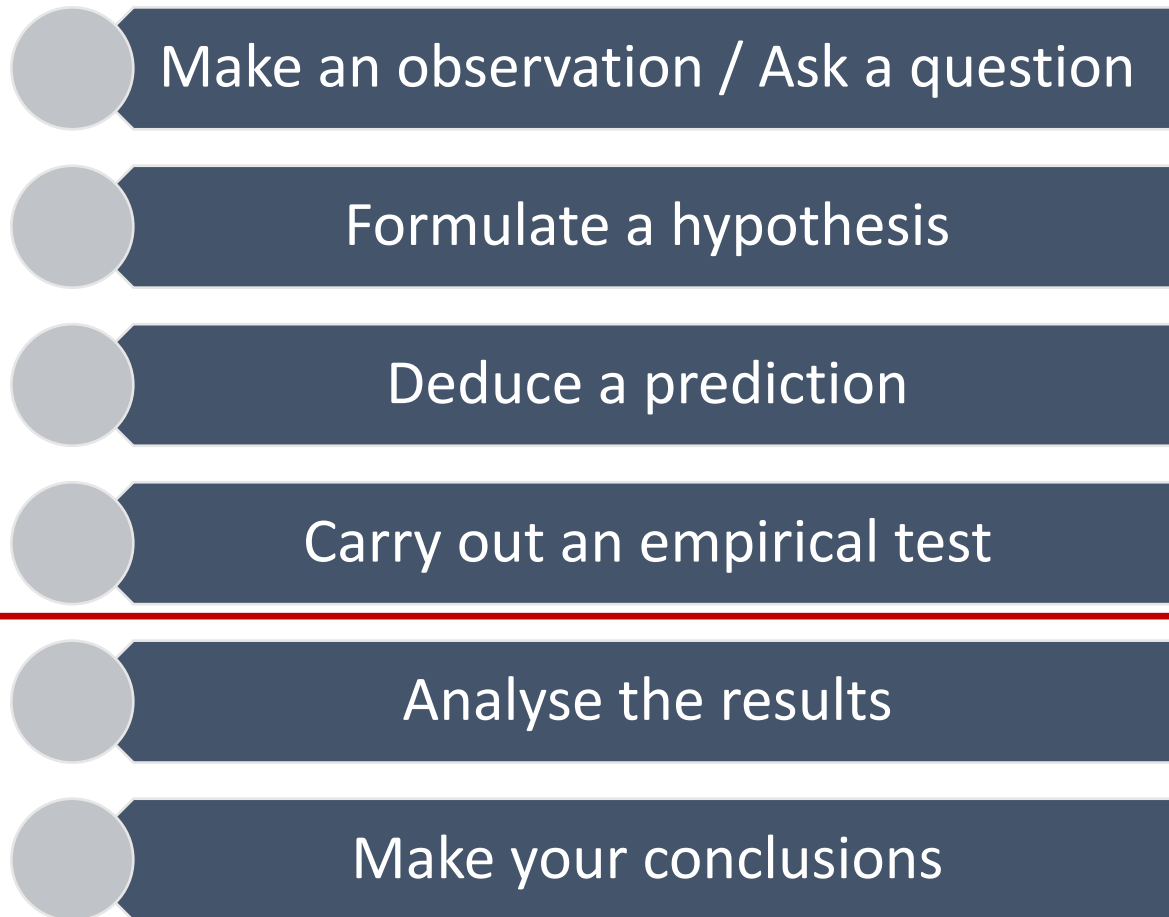 Make an observation / Ask a question
Formulate a hypothesis
Deduce a prediction
Carry out an empirical test
Analyse the results
Make your conclusions